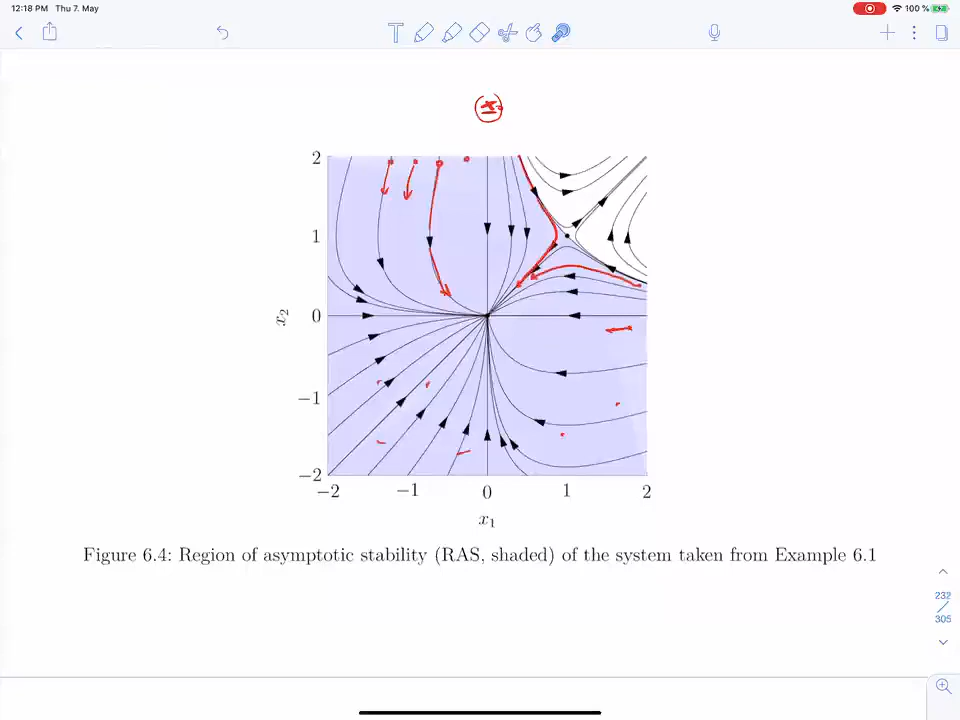 12:18 PM Thu 7. May
100 %
T
2
1
0
−1
−2
x₂
−2
−1
0
1
2
x₁
Figure 6.4: Region of asymptotic stability (RAS, shaded) of the system taken from Example 6.1
232
305